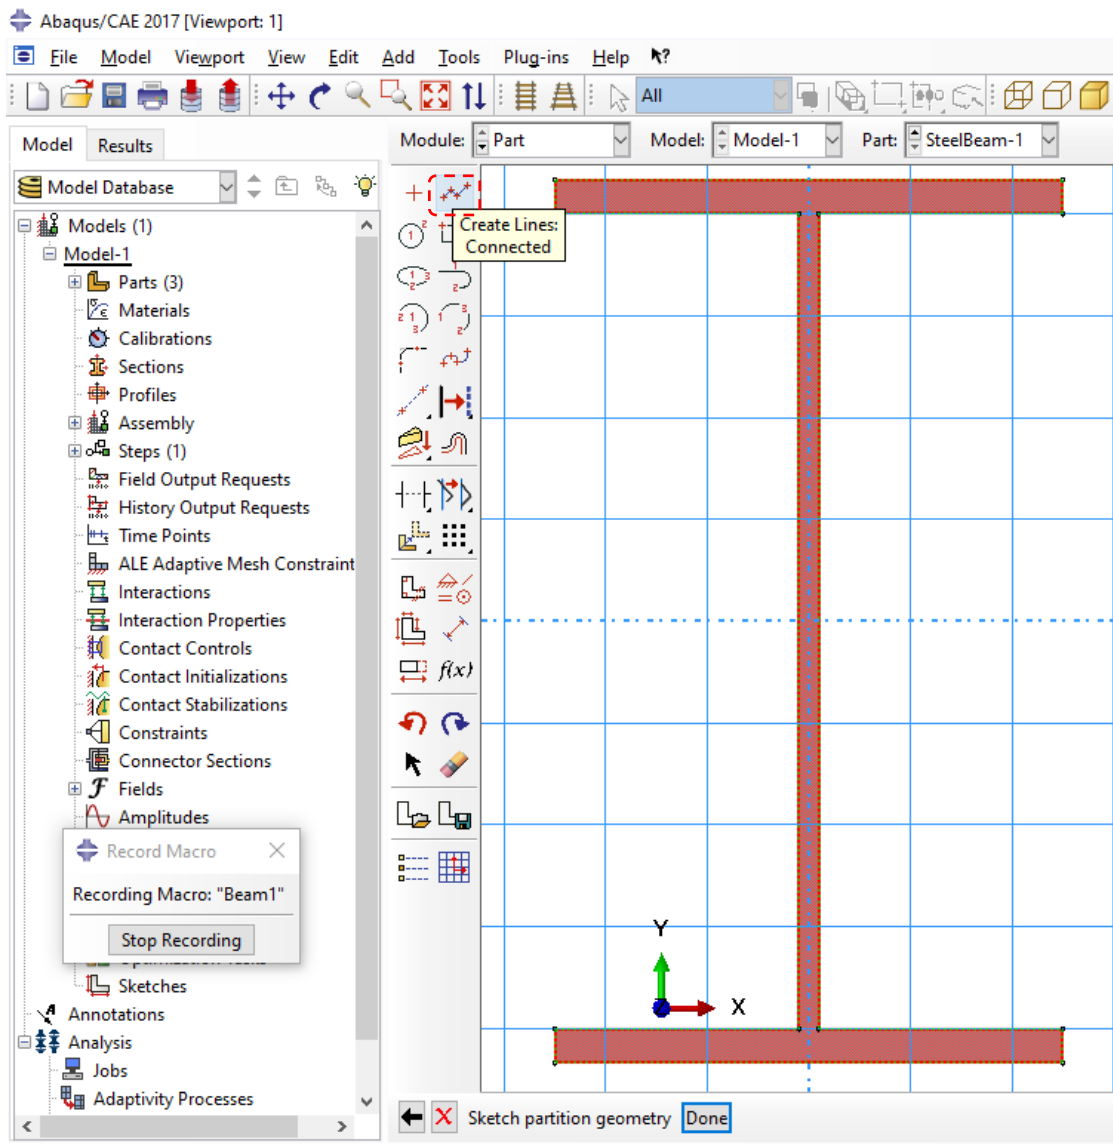 Abaqus/CAE 2017 [Viewport: 1]
File Model Viewport View Edit Add Tools Plug-ins Help ?
All
Model Results
Module: Part Model: Model-1 Part: SteelBeam-1
Model Database
Models (1)
Model-1
Parts (3)
Materials
Calibrations
Sections
Profiles
Assembly
Steps (1)
Field Output Requests
History Output Requests
Time Points
ALE Adaptive Mesh Constraint
Interactions
Interaction Properties
Contact Controls
Contact Initializations
Contact Stabilizations
Constraints
Connector Sections
Fields
Amplitudes
Record Macro
Recording Macro: "Beam1"
Stop Recording
Sketches
Annotations
Analysis
Jobs
Adaptivity Processes
Create Lines:
Connected
f(x)
Y
X
Z
Sketch partition geometry Done